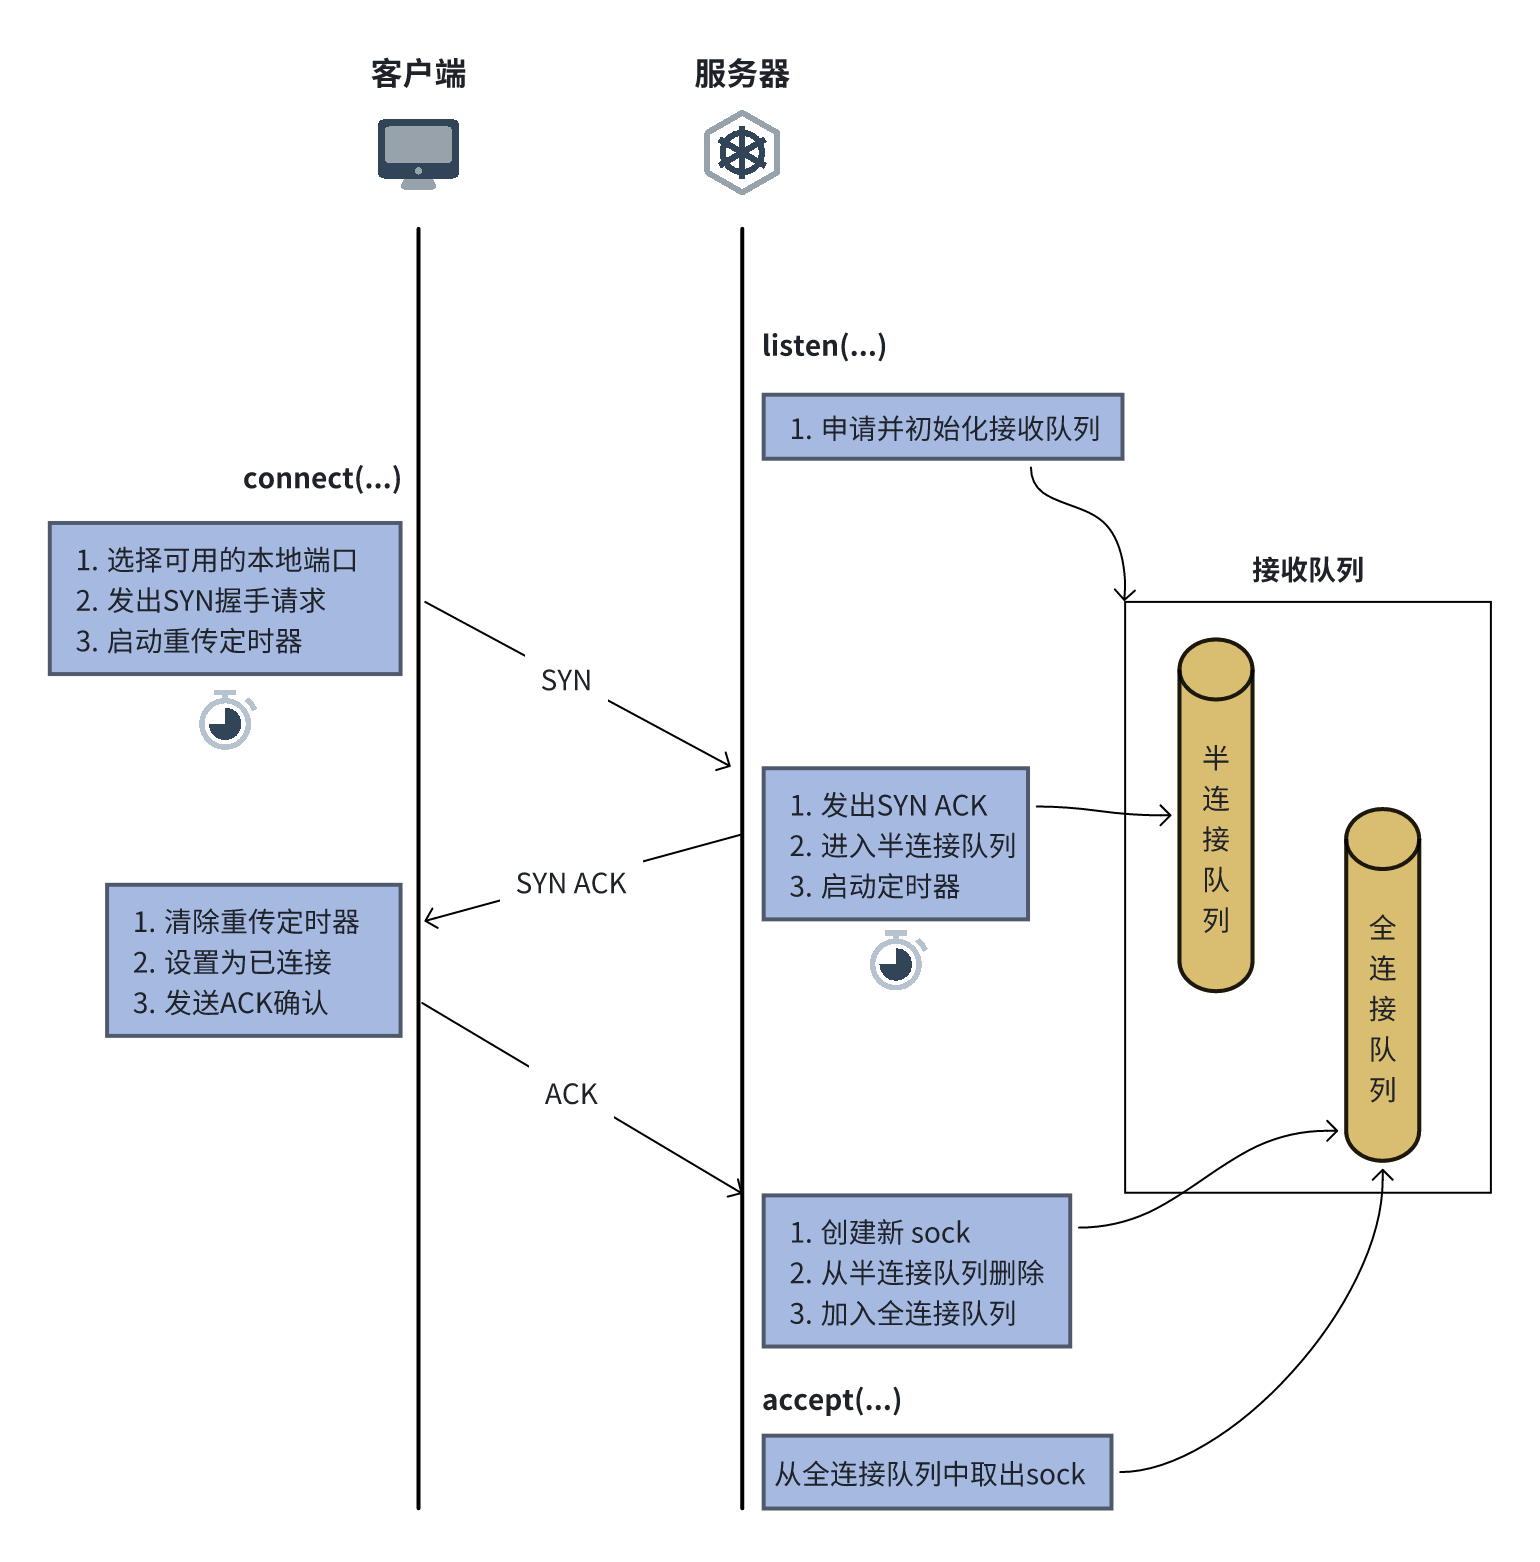 客户端
服务器
listen(...)
1. 申请并初始化接收队列
connect(...)
1. 选择可用的本地端口
2. 发出SYN握手请求
3. 启动重传定时器
接收队列
SYN
半
连
接
队
列
1. 发出SYN ACK
2. 进入半连接队列
3. 启动定时器
SYN ACK
1. 清除重传定时器
2. 设置为已连接
3. 发送ACK确认
全
连
接
队
列
ACK
1. 创建新 sock
2. 从半连接队列删除
3. 加入全连接队列
accept(...)
从全连接队列中取出sock